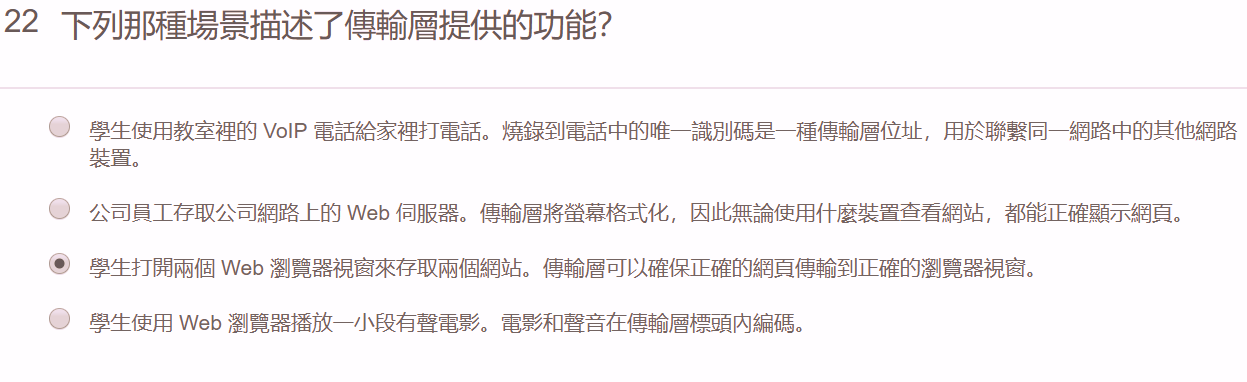 22 下列那種場景描述了傳輸層提供的功能?
學生使用教室裡的 VoIP 電話給家裡打電話。燒錄到電話中的唯一識別碼是一種傳輸層位址，用於聯繫同一網路中的其他網路
裝置。
公司員工存取公司網路上的 Web 伺服器。傳輸層將螢幕格式化，因此無論使用什麼裝置查看網站，都能正確顯示網頁。
學生打開兩個 Web 瀏覽器視窗來存取兩個網站。傳輸層可以確保正確的網頁傳輸到正確的瀏覽器視窗。
學生使用 Web 瀏覽器播放一小段有聲電影。電影和聲音在傳輸層標頭內編碼。